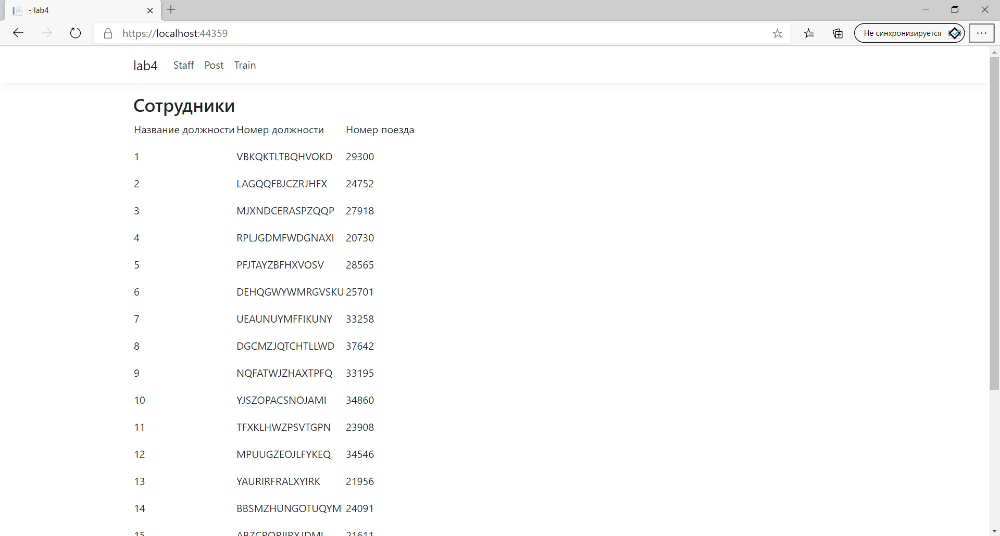 - lab4
https://localhost:44359
Не синхронизируется
lab4 Staff Post Train
Сотрудники
Название должности Номер должности Номер поезда
1 VBKQKTLTBQHVOKD 29300
2 LAGQQFBJCZRJHFX 24752
3 MJXNDCERASPZQQP 27918
4 RPLJGDMFWDGNAXI 20730
5 PFJTAYZBFHXVOSV 28565
6 DEHQGWYWMRGVSKU 25701
7 UEAUNUYMFFIKUNY 33258
8 DGCMZJQTCHTLLWD 37642
9 NQFATWJZHAXTPFQ 33195
10 YJSZOPACSNOJAMI 34860
11 TFXKLHWZPSVTGPN 23908
12 MPUUGZEOJLFYKEQ 34546
13 YAURIRFRALXYIRK 21956
14 BBSMZHUNGOTUQYM 24091
15 21611